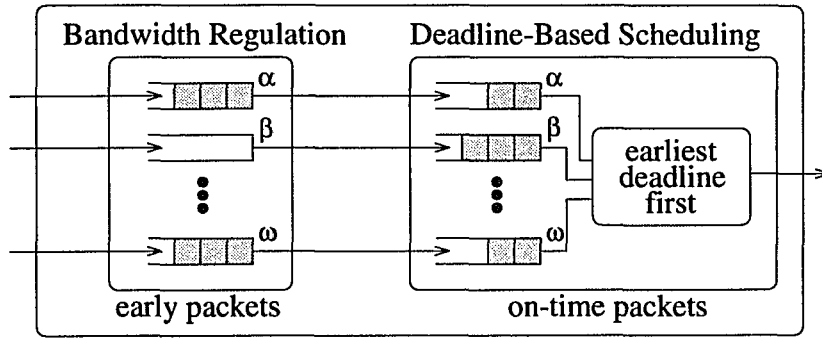 Bandwidth Regulation
Deadline-Based Scheduling
α
α
β
β
earliest
deadline
first
ω
ω
early packets
on-time packets